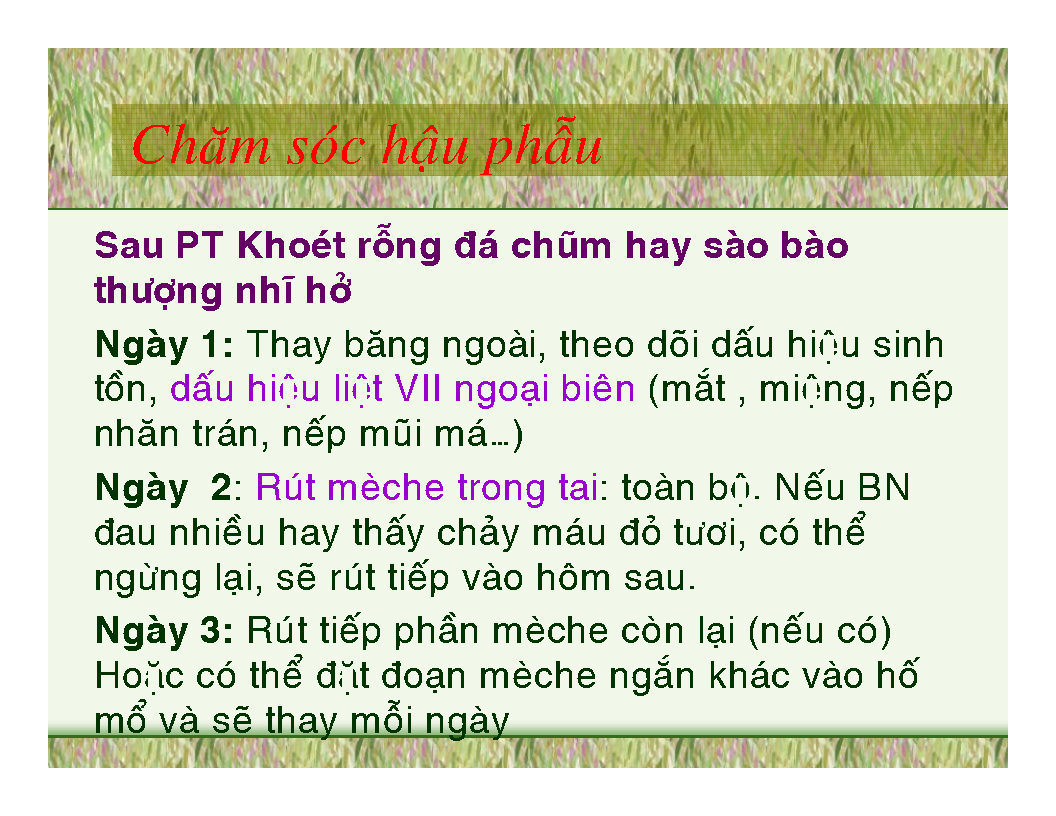 Chăm sóc hậu phẫu
Sau PT Khoét rỗng đá chũm hay sào bào
thượng nhĩ hở
Ngày 1: Thay băng ngoài, theo dõi dấu hiệu sinh
tồn, dấu hiệu liệt VII ngoại biên (mắt , miệng, nếp
nhăn trán, nếp mũi má…)
Ngày  2: Rút mèche trong tai: toàn bộ. Nếu BN
đau nhiều hay thấy chảy máu đỏ tươi, có thể
ngừng lại, sẽ rút tiếp vào hôm sau.
Ngày 3: Rút tiếp phần mèche còn lại (nếu có)
Hoặc có thể đặt đoạn mèche ngắn khác vào hố
mổ và sẽ thay mỗi ngày